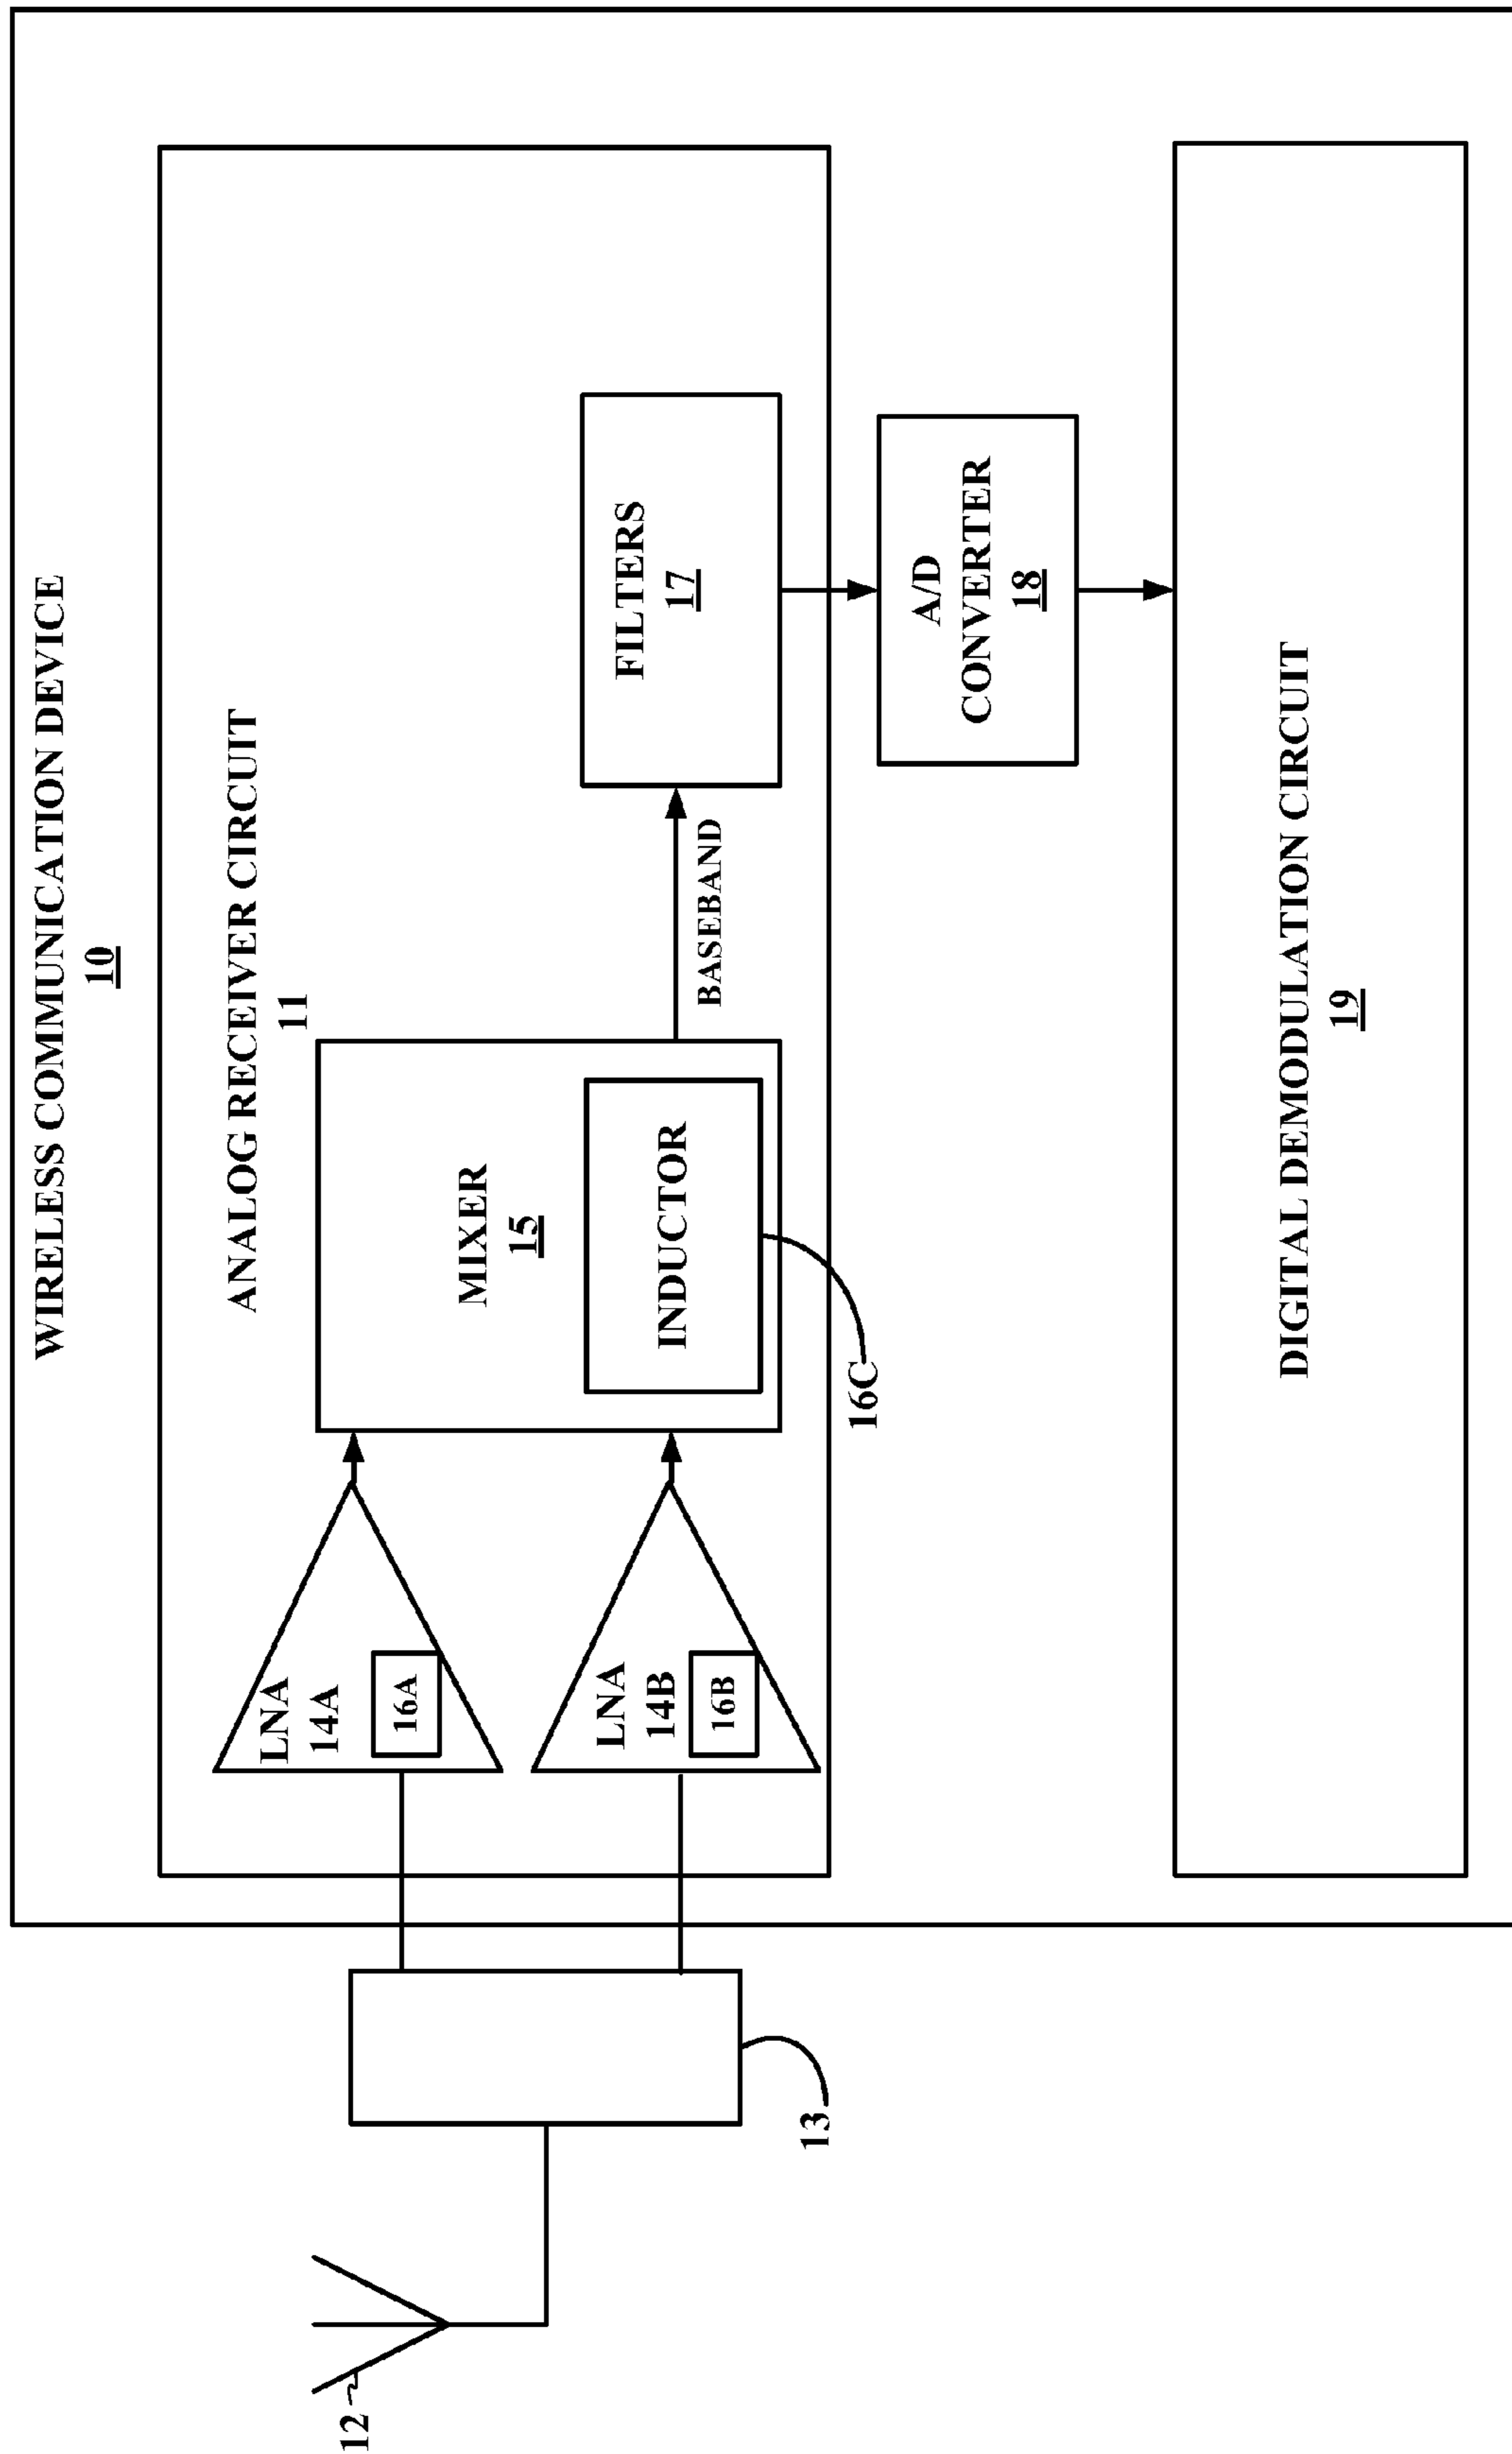 WIRELESS COMMUNICATION DEVICE
10
ANALOG RECEIVER CIRCUIT
11
12
13
LNA
14A
16A
LNA
14B
16B
MIXER
15
INDUCTOR
16C
BASEBAND
FILTERS
17
A/D
CONVERTER
18
DIGITAL DEMODULATION CIRCUIT
19